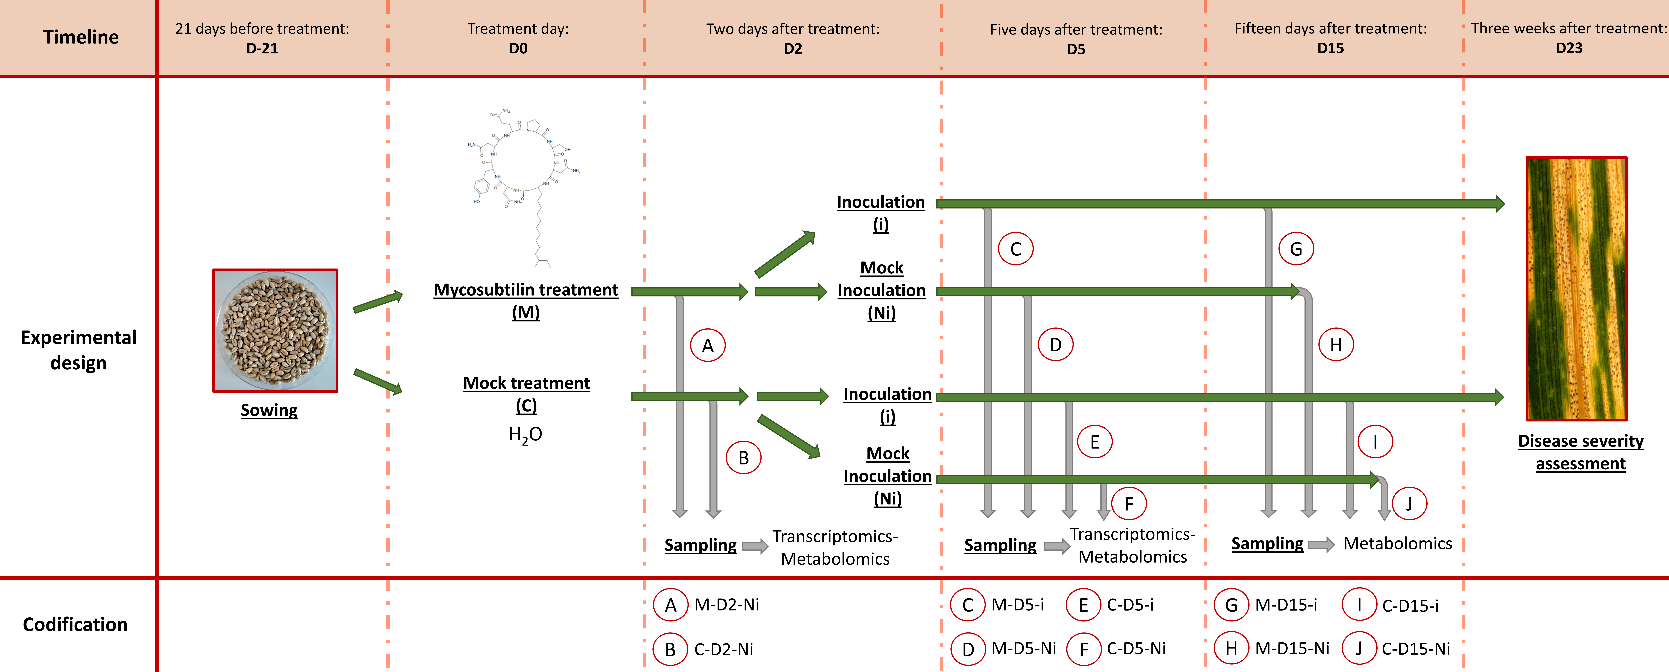 Timeline
21 days before treatment:
D-21
Treatment day:
D0
Two days after treatment:
D2
Five days after treatment:
D5
Fifteen days after treatment:
D15
Three weeks after treatment:
D23
Experimental
design
Sowing
Mycosubtilin treatment
(M)
Mock treatment
(C)
H2O
Inoculation
(i)
Mock
Inoculation
(Ni)
Inoculation
(i)
Mock
Inoculation
(Ni)
A
B
C
D
E
F
G
H
I
J
Sampling
Transcriptomics-
Metabolomics
Sampling
Transcriptomics-
Metabolomics
Sampling
Metabolomics
Disease severity
assessment
Codification
A M-D2-Ni
B C-D2-Ni
C M-D5-i
E C-D5-i
D M-D5-Ni
F C-D5-Ni
G M-D15-i
I C-D15-i
H M-D15-Ni
J C-D15-Ni